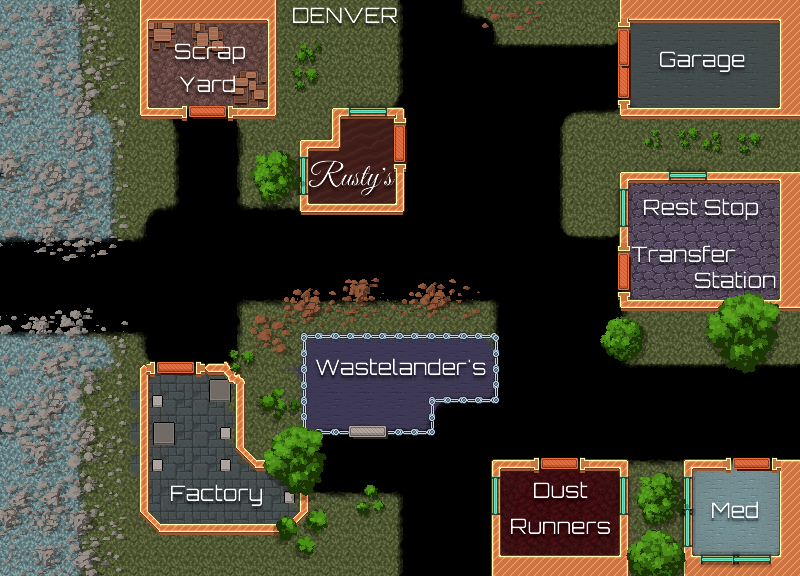 DENVER
Scrap
Yard
Garage
Rusty's
Rest Stop
Transfer
Station
Wastelander's
Factory
Dust
Runners
Med